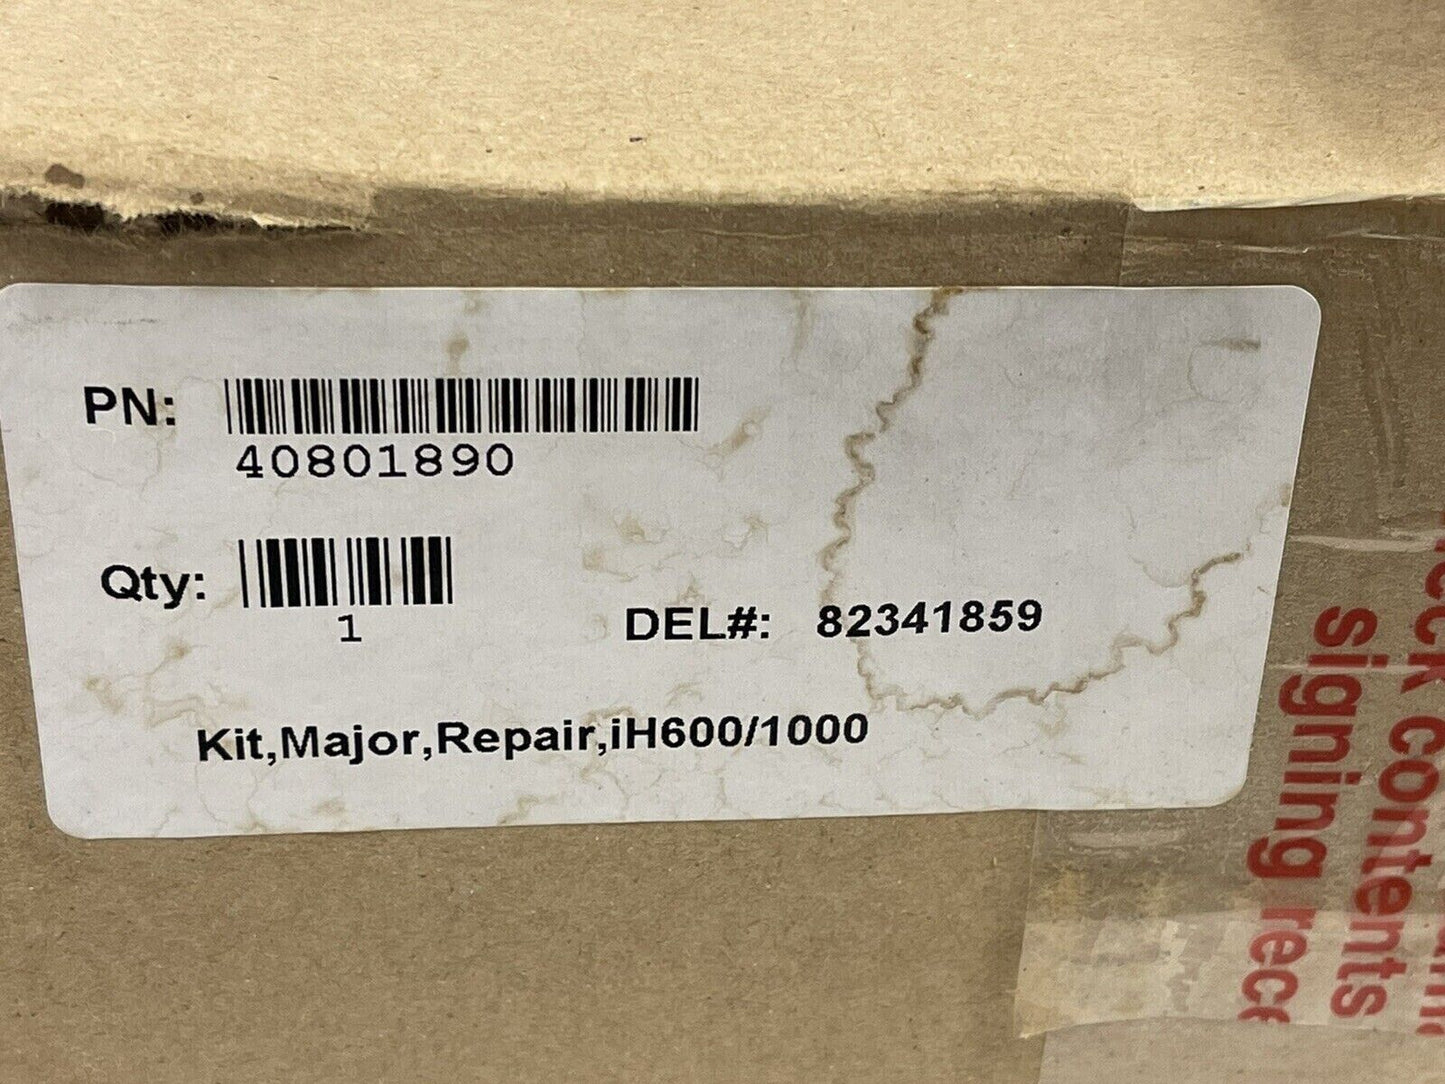 PN:
40801890
Qty:
1
DEL#: 82341859
Kit,Major,Repair,iH600/1000
contents
signing